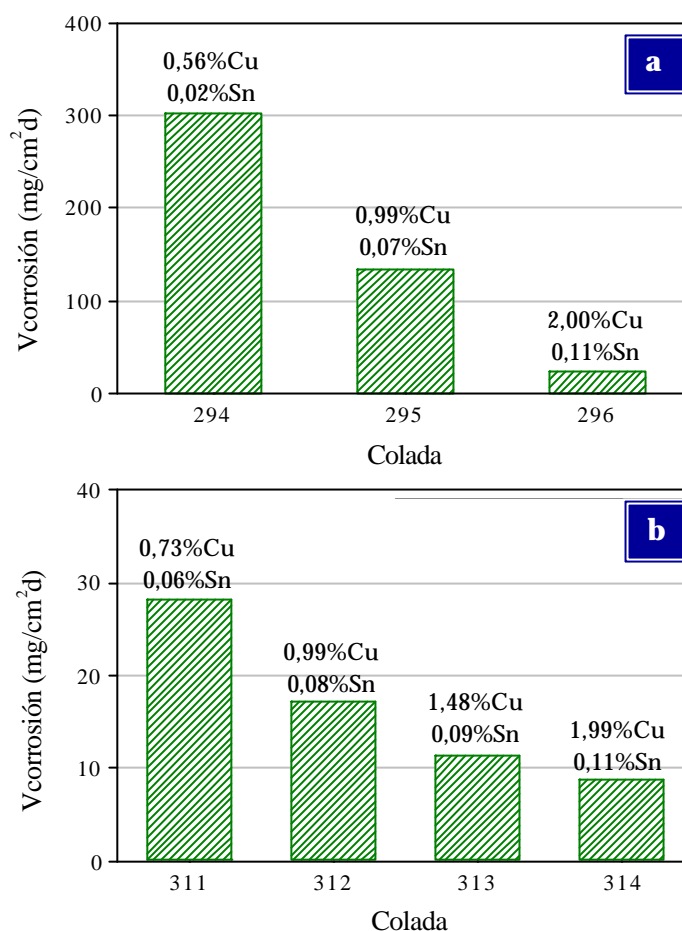 a
400
300
200
100
0
Vcorrosión (mg/cm²d)
0,56%Cu
0,02%Sn
0,99%Cu
0,07%Sn
2,00%Cu
0,11%Sn
294 295 296
Colada
b
40
30
20
10
0
Vcorrosión (mg/cm²d)
0,73%Cu
0,06%Sn
0,99%Cu
0,08%Sn
1,48%Cu
0,09%Sn
1,99%Cu
0,11%Sn
311 312 313 314
Colada